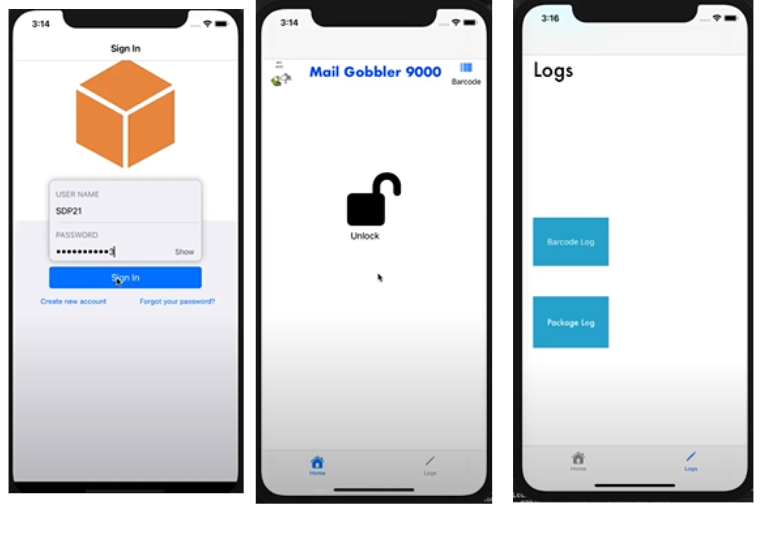 3:14
Sign In
USER NAME
SDP21
PASSWORD
••••••••••3
Show
Sign In
Create new account
Forgot your password?
3:14
Mail Gobbler 9000
Barcode
Unlock
Home
Logs
3:16
Logs
Barcode Log
Package Log
Home
Logs